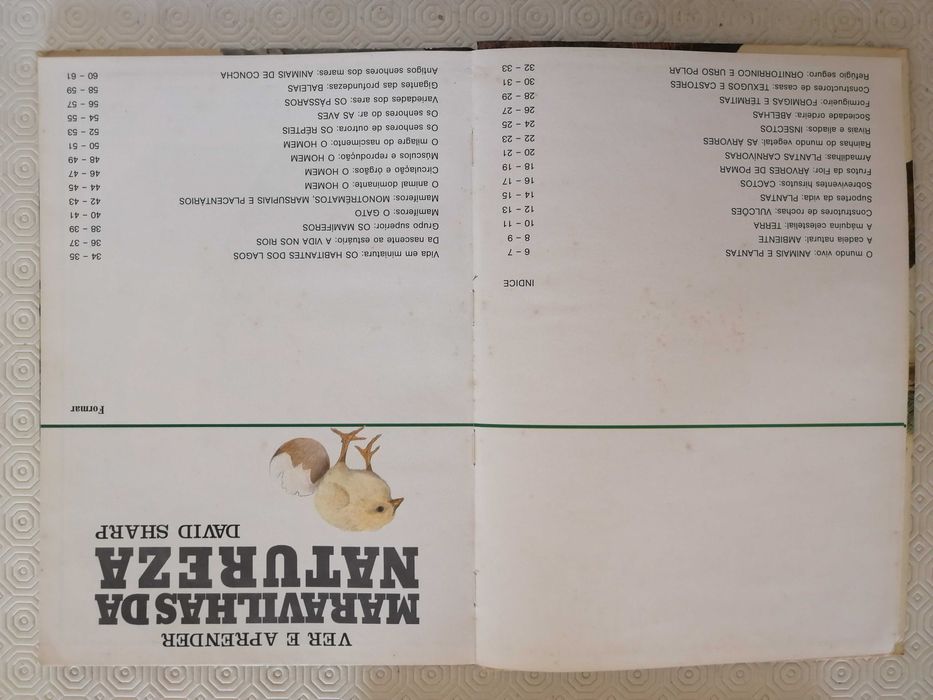 INDICE
O mundo vivo: ANIMAIS E PLANTAS 6 – 7
A cadeia natural: AMBIENTE 8 – 9
A máquina celestelial: TERRA 10 – 11
Constructores de rochas: VULCÕES 12 – 13
Suportes da vida: PLANTAS 14 – 15
Sobreviventes hirsutos: CACTOS 16 – 17
Frutos da Flor: ÁRVORES DE POMAR 18 – 19
Armadilhas: PLANTAS CARNÍVORAS 20 – 21
Rainhas do mundo vegetal: AS ÁRVORES 22 – 23
Rivais e aliados: INSECTOS 24 – 25
Sociedade ordeira: ABELHAS 26 – 27
Formigueiro: FORMIGAS E TÉRMITAS 28 – 29
Constructores de casas: TEXUGOS E CASTORES 30 – 31
Refúgio seguro: ORNITORRINCO E URSO POLAR 32 – 33
VER E APRENDER
MARAVILHAS DA
NATUREZA
DAVID SHARP
Formar
Vida em miniatura: OS HABITANTES DOS LAGOS 34 – 35
Da nascente ao estuário: A VIDA NOS RIOS 36 – 37
Grupo superior: OS MAMÍFEROS 38 – 39
Mamíferos: O GATO 40 – 41
Mamíferos: MONOTRÊMATOS, MARSUPIAIS E PLACENTÁRIOS 42 – 43
O animal dominante: O HOMEM 44 – 45
Circulação e órgãos: O HOMEM 46 – 47
Músculos e reprodução: O HOMEM 48 – 49
O milagre do nascimento: O HOMEM 50 – 51
Os senhores de outrora: OS RÉPTEIS 52 – 53
Os senhores do ar: AS AVES 54 – 55
Variedades dos ares: OS PÁSSAROS 56 – 57
Gigantes das profundezas: BALEIAS 58 – 59
Antigos senhores dos mares: ANIMAIS DE CONCHA 60 – 61